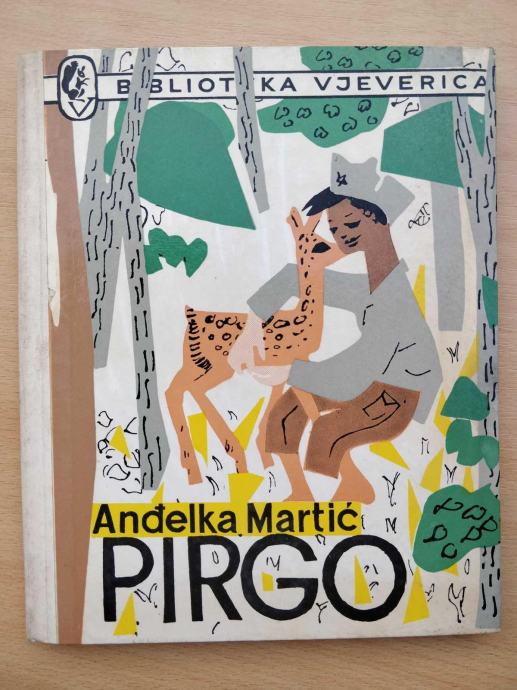 BIBLIOTEKA VJEVERICA
Anđelka Martić
PIRGO